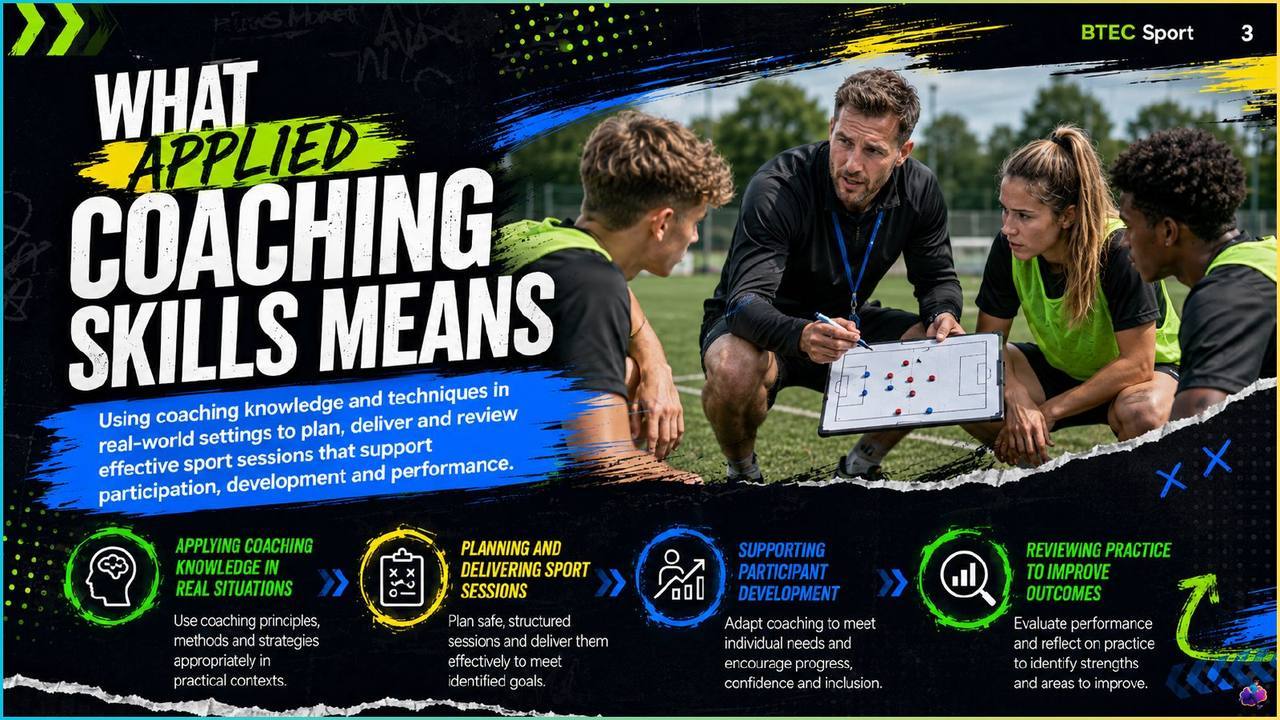 BTEC Sport 3
WHAT
APPLIED
COACHING
SKILLS MEANS
Using coaching knowledge and techniques in
real-world settings to plan, deliver and review
effective sport sessions that support
participation, development and performance.
APPLYING COACHING
KNOWLEDGE IN
REAL SITUATIONS
Use coaching principles,
methods and strategies
appropriately in
practical contexts.
PLANNING AND
DELIVERING SPORT
SESSIONS
Plan safe, structured
sessions and deliver them
effectively to meet
identified goals.
SUPPORTING
PARTICIPANT
DEVELOPMENT
Adapt coaching to meet
individual needs and
encourage progress,
confidence and inclusion.
REVIEWING PRACTICE
TO IMPROVE
OUTCOMES
Evaluate performance
and reflect on practice
to identify strengths
and areas to improve.